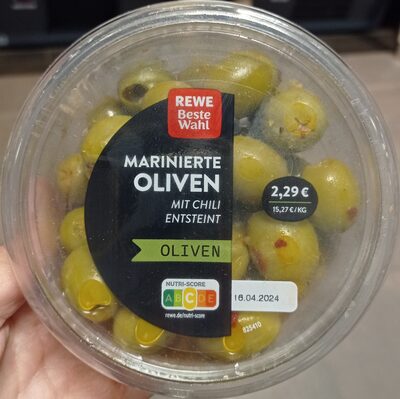 REWE
Beste
Wahl
MARINIERTE
OLIVEN
MIT CHILI
ENTSTEINT
2,29 €
15,27 €/KG
OLIVEN
NUTRI-SCORE
A B C D E
16.04.2024
rewe.de/nutri-score
825410